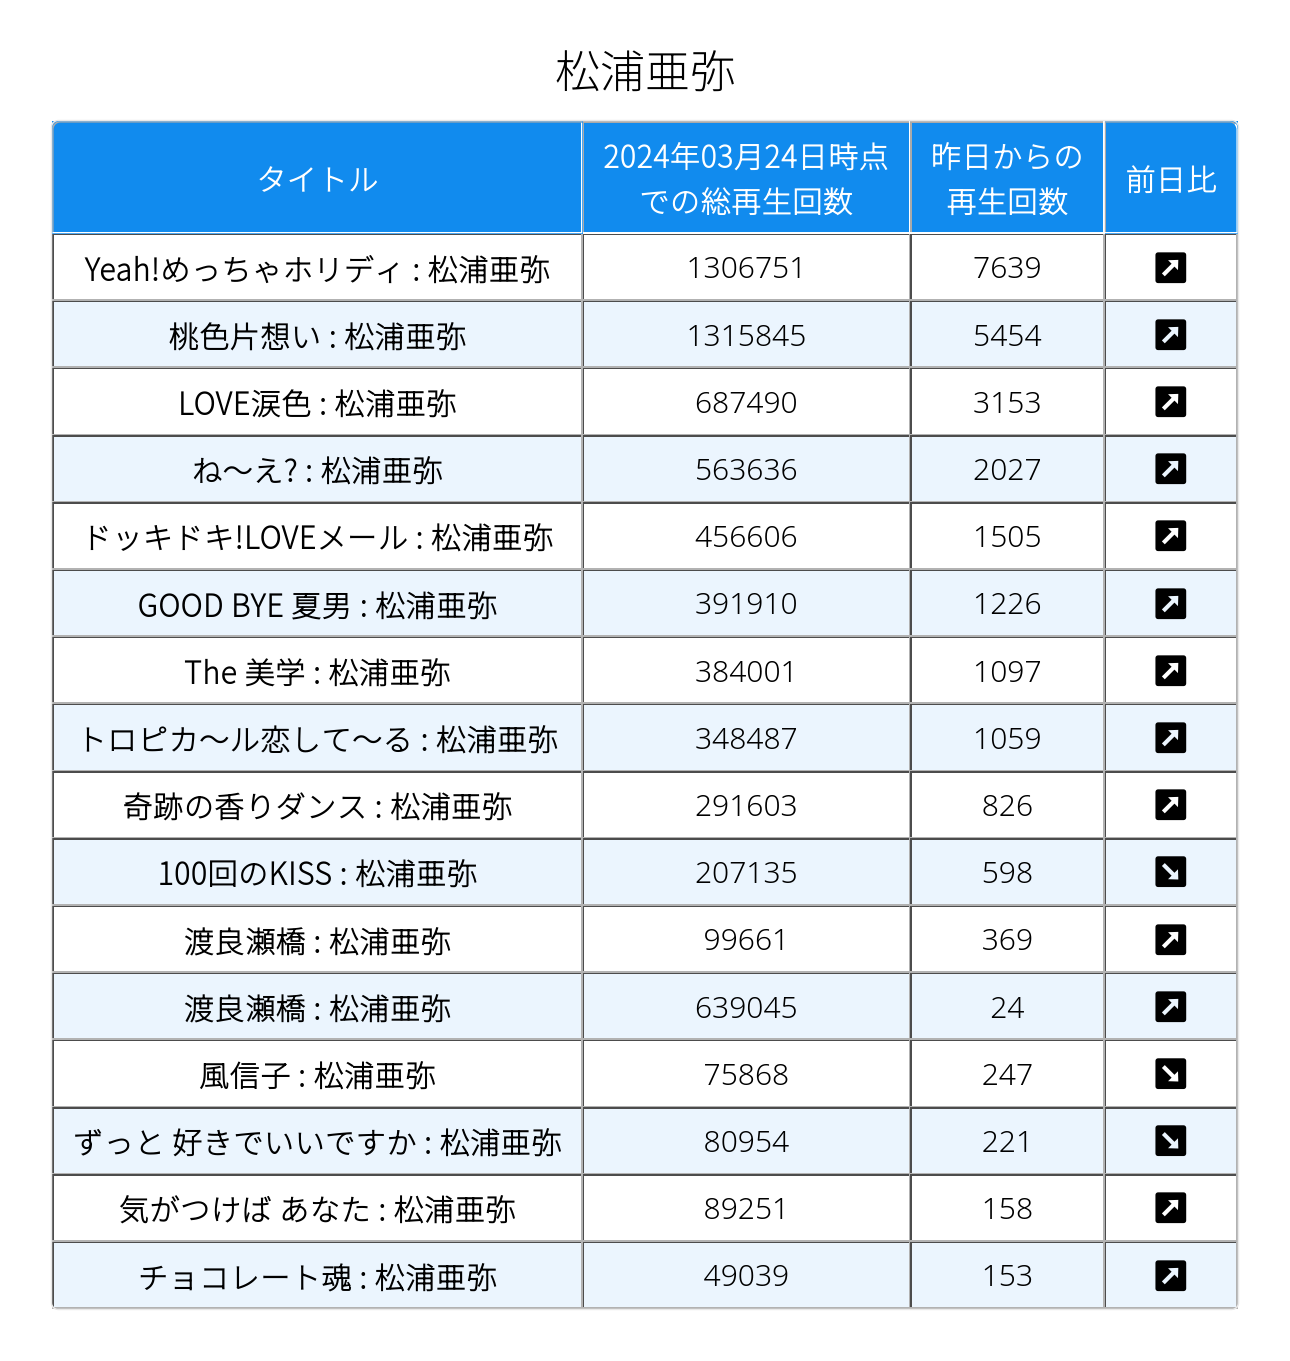 松浦亜弥
タイトル 2024年03月24日時点での総再生回数 昨日からの再生回数 前日比
Yeah!めっちゃホリディ : 松浦亜弥 1306751 7639
桃色片想い : 松浦亜弥 1315845 5454
LOVE涙色 : 松浦亜弥 687490 3153
ね～え? : 松浦亜弥 563636 2027
ドッキドキ!LOVEメール : 松浦亜弥 456606 1505
GOOD BYE 夏男 : 松浦亜弥 391910 1226
The 美学 : 松浦亜弥 384001 1097
トロピカ～ル恋して～る : 松浦亜弥 348487 1059
奇跡の香りダンス : 松浦亜弥 291603 826
100回のKISS : 松浦亜弥 207135 598
渡良瀬橋 : 松浦亜弥 99661 369
渡良瀬橋 : 松浦亜弥 639045 24
風信子 : 松浦亜弥 75868 247
ずっと 好きでいいですか : 松浦亜弥 80954 221
気がつけば あなた : 松浦亜弥 89251 158
チョコレート魂 : 松浦亜弥 49039 153